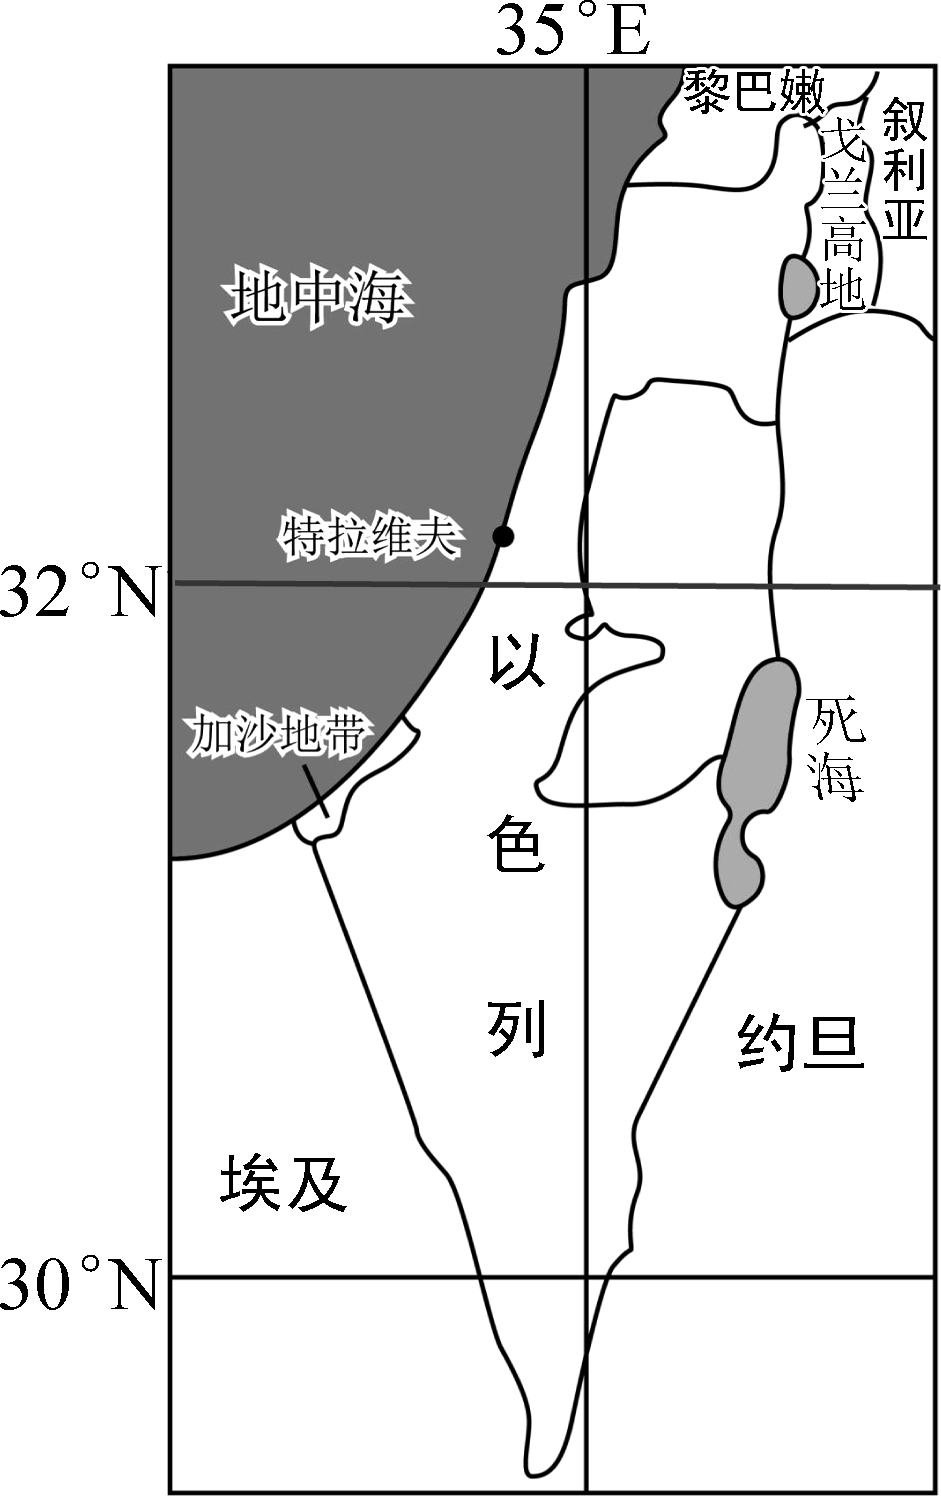 35°E
黎巴嫩
叙利亚
戈兰高地
地中海
特拉维夫
32°N
以色列
加沙地带
死海
约旦
埃及
30°N